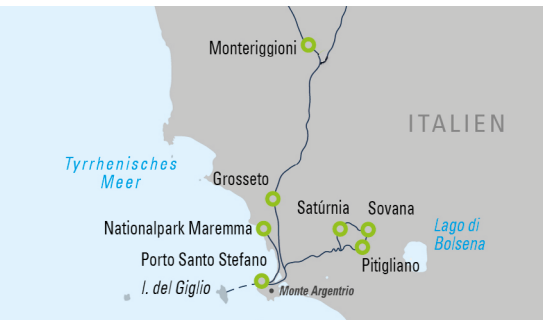 Monteriggioni
ITALIEN
Tyrrhenisches
Meer
Grosseto
Satúrnia
Sovana
Nationalpark Maremma
Lago di
Bolsena
Porto Santo Stefano
Pitigliano
I. del Giglio
Monte Argentrio